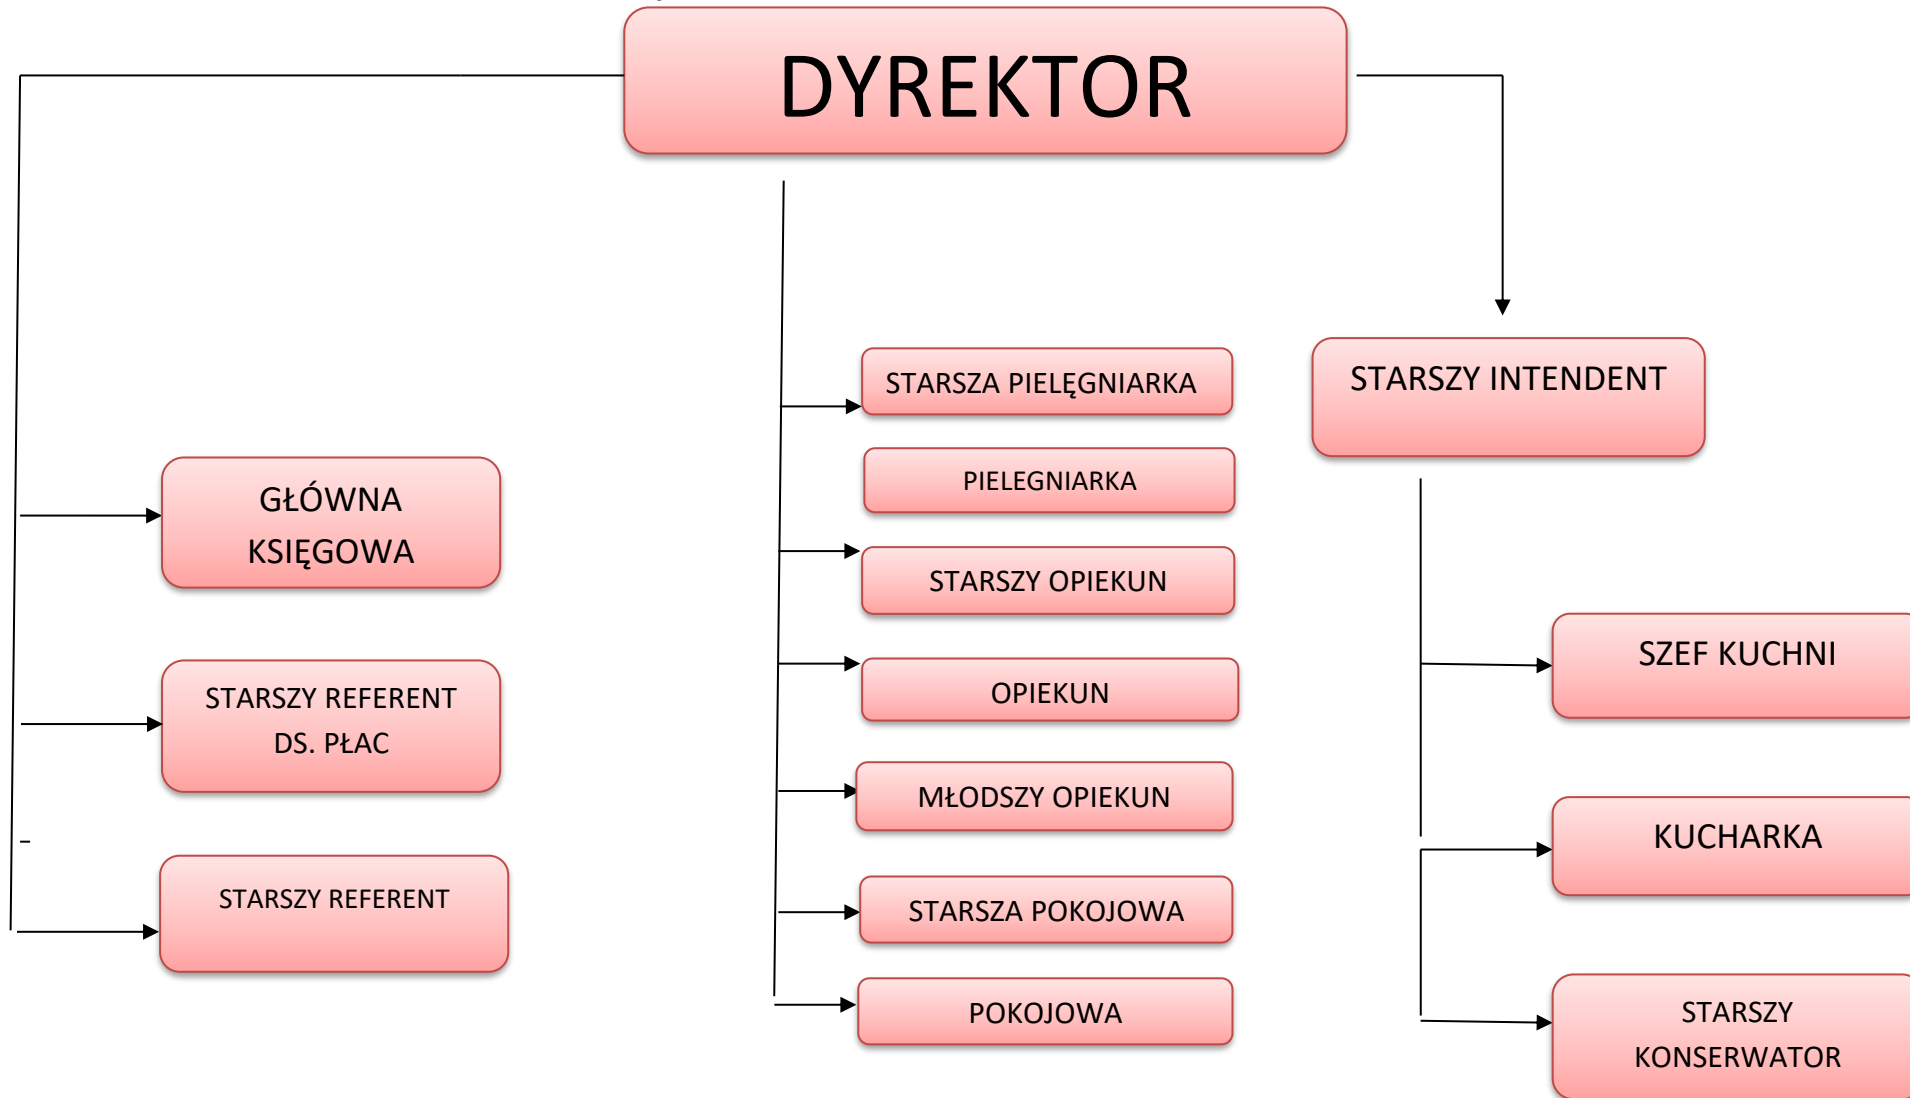 DYREKTOR
GŁÓWNA
KSIĘGOWA
STARSZY REFERENT
DS. PŁAC
STARSZY REFERENT
STARSZA PIELĘGNIARKA
PIELEGNIARKA
STARSZY OPIEKUN
OPIEKUN
MŁODSZY OPIEKUN
STARSZA POKOJOWA
POKOJOWA
STARSZY INTENDENT
SZEF KUCHNI
KUCHARKA
STARSZY
KONSERWATOR